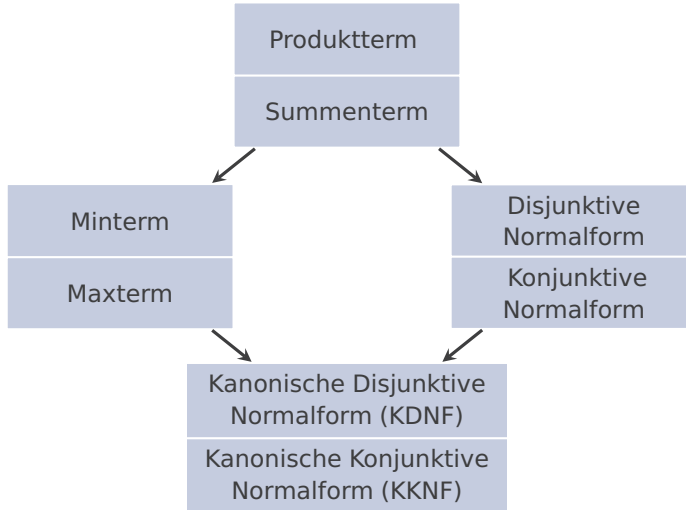 Produktterm
Summenterm
Minterm
Maxterm
Disjunktive
Normalform
Konjunktive
Normalform
Kanonische Disjunktive
Normalform (KDNF)
Kanonische Konjunktive
Normalform (KKNF)